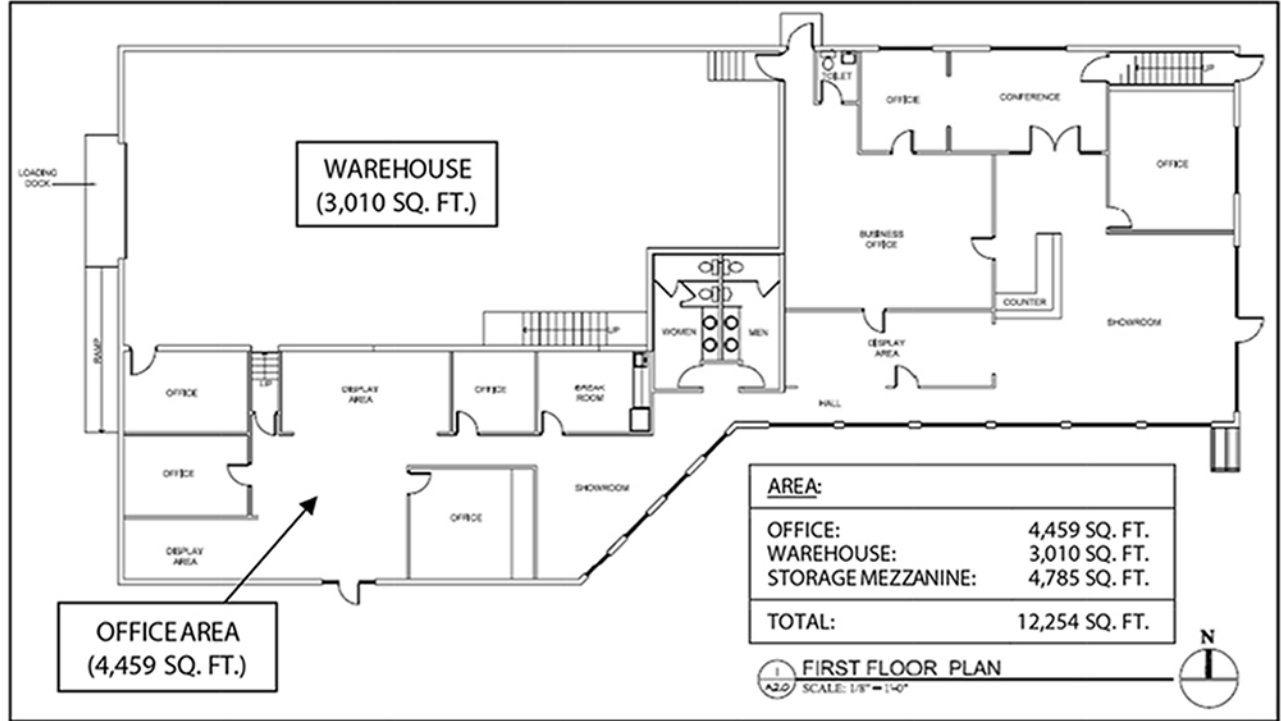 TOILET
UP
OFFICIE
CONFERENCE
LOADING
DOCK
WAREHOUSE
(3,010 SQ. FT.)
OFFICE
BUSINESS
OFFICE
COUNTER
SHOWROOM
UP
WOMEN
MEN
DISPLAY
AREA
RAMP
OFFICE
UP
DISPLAY
AREA
OFFICE
BREAK
ROOM
HALL
OFFICE
SHOWROOM
OFFICE
DISPLAY
AREA
OFFICE AREA
(4,459 SQ. FT.)
AREA:
OFFICE: 4,459 SQ. FT.
WAREHOUSE: 3,010 SQ. FT.
STORAGE MEZZANINE: 4,785 SQ. FT.
TOTAL: 12,254 SQ. FT.
N
1
A2.0
FIRST FLOOR PLAN
SCALE: 1/8" = 1'-0"